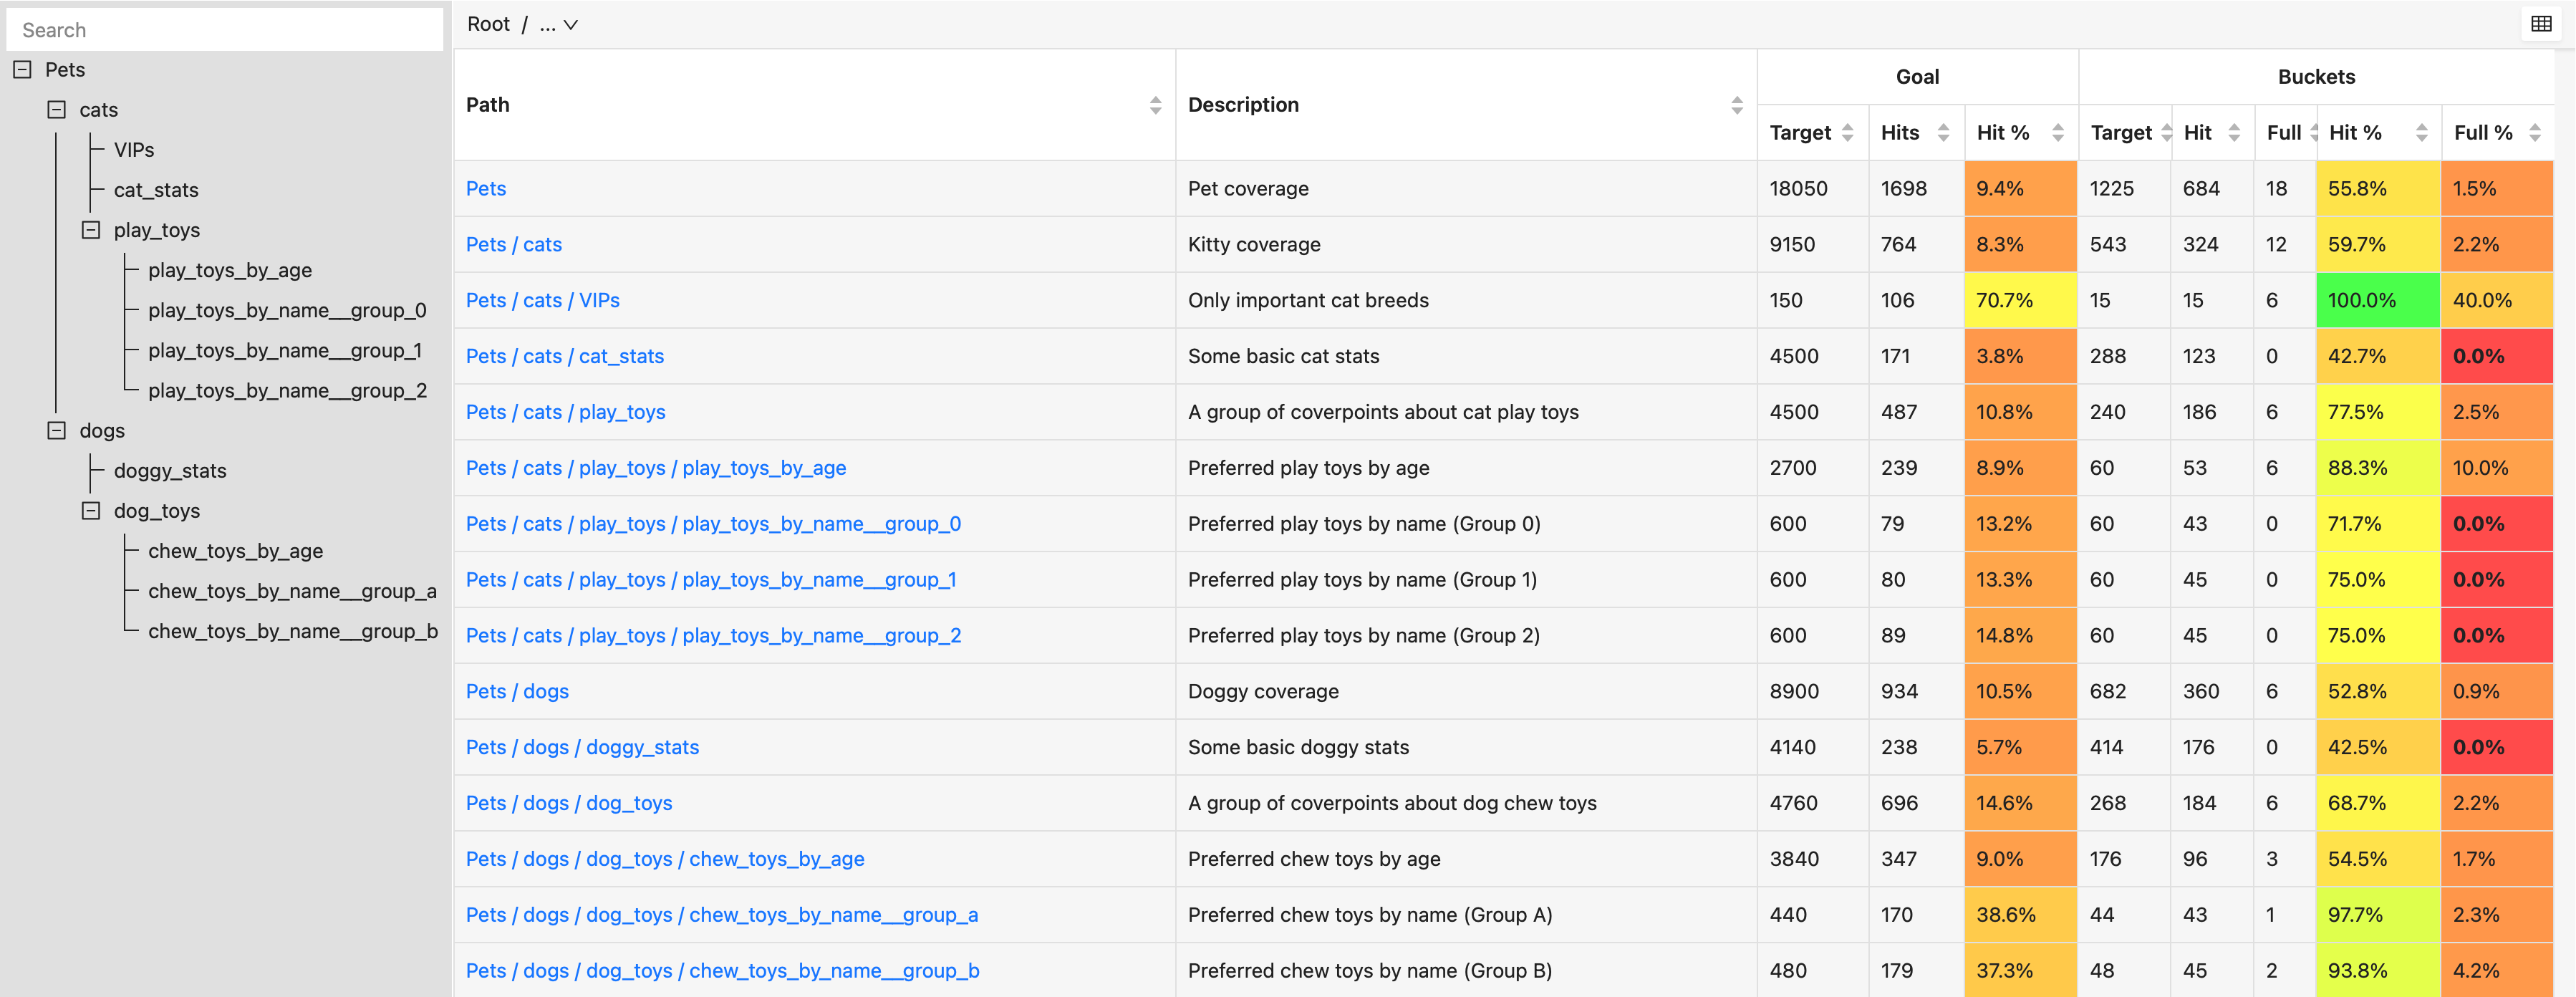 Search
Pets
cats
VIPs
cat_stats
play_toys
play_toys_by_age
play_toys_by_name__group_0
play_toys_by_name__group_1
play_toys_by_name__group_2
dogs
doggy_stats
dog_toys
chew_toys_by_age
chew_toys_by_name__group_a
chew_toys_by_name__group_b
Root / ...
Path Description Goal Buckets
Target Hits Hit % Target Hit Full Hit % Full %
Pets Pet coverage 18050 1698 9.4% 1225 684 18 55.8% 1.5%
Pets / cats Kitty coverage 9150 764 8.3% 543 324 12 59.7% 2.2%
Pets / cats / VIPs Only important cat breeds 150 106 70.7% 15 15 6 100.0% 40.0%
Pets / cats / cat_stats Some basic cat stats 4500 171 3.8% 288 123 0 42.7% 0.0%
Pets / cats / play_toys A group of coverpoints about cat play toys 4500 487 10.8% 240 186 6 77.5% 2.5%
Pets / cats / play_toys / play_toys_by_age Preferred play toys by age 2700 239 8.9% 60 53 6 88.3% 10.0%
Pets / cats / play_toys / play_toys_by_name__group_0 Preferred play toys by name (Group 0) 600 79 13.2% 60 43 0 71.7% 0.0%
Pets / cats / play_toys / play_toys_by_name__group_1 Preferred play toys by name (Group 1) 600 80 13.3% 60 45 0 75.0% 0.0%
Pets / cats / play_toys / play_toys_by_name__group_2 Preferred play toys by name (Group 2) 600 89 14.8% 60 45 0 75.0% 0.0%
Pets / dogs Doggy coverage 8900 934 10.5% 682 360 6 52.8% 0.9%
Pets / dogs / doggy_stats Some basic doggy stats 4140 238 5.7% 414 176 0 42.5% 0.0%
Pets / dogs / dog_toys A group of coverpoints about dog chew toys 4760 696 14.6% 268 184 6 68.7% 2.2%
Pets / dogs / dog_toys / chew_toys_by_age Preferred chew toys by age 3840 347 9.0% 176 96 3 54.5% 1.7%
Pets / dogs / dog_toys / chew_toys_by_name__group_a Preferred chew toys by name (Group A) 440 170 38.6% 44 43 1 97.7% 2.3%
Pets / dogs / dog_toys / chew_toys_by_name__group_b Preferred chew toys by name (Group B) 480 179 37.3% 48 45 2 93.8% 4.2%